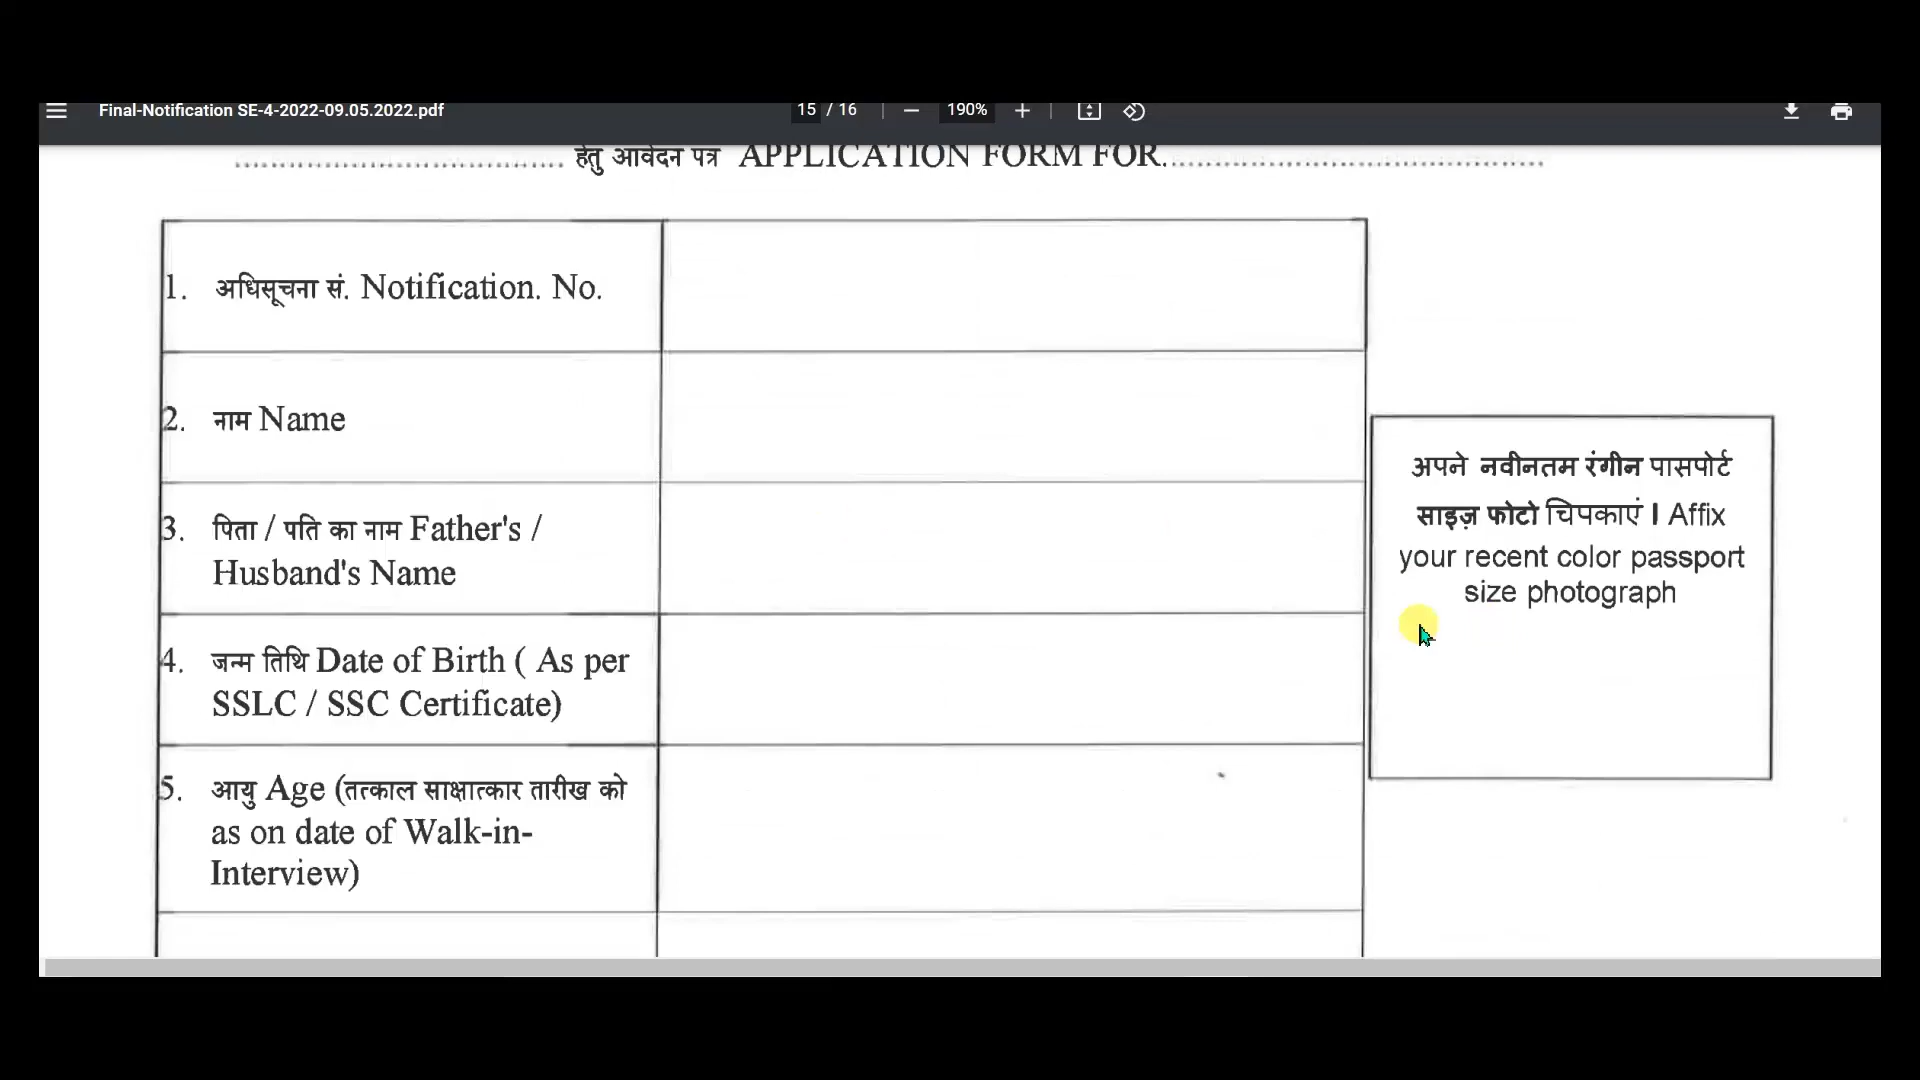 Final-Notification SE-4-2022-09.05.2022.pdf 15 / 16 190%
हेतु आवेदन पत्र APPLICATION FORM FOR.
1. अधिसूचना सं. Notification. No.
2. नाम Name
3. पिता / पति का नाम Father's /
Husband's Name
4. जन्म तिथि Date of Birth ( As per
SSLC / SSC Certificate)
5. आयु Age (तत्काल साक्षात्कार तारीख को
as on date of Walk-in-
Interview)
अपने नवीनतम रंगीन पासपोर्ट
साइज़ फोटो चिपकाएं I Affix
your recent color passport
size photograph